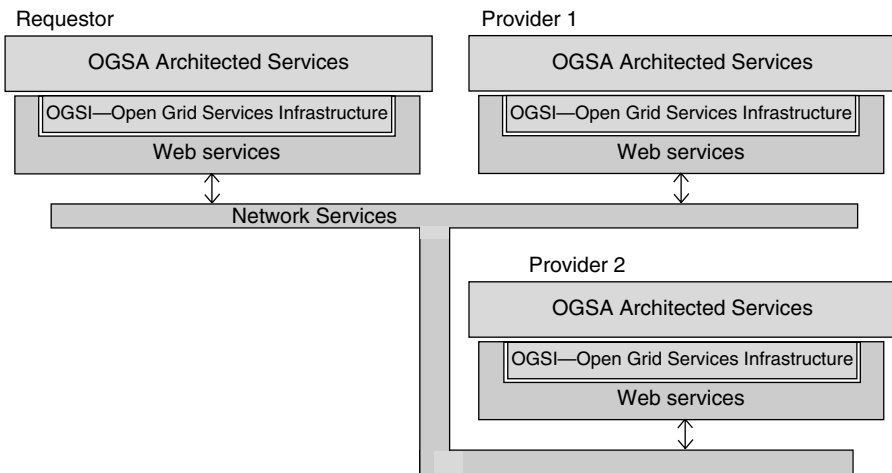 Requestor
OGSA Architected Services
OGSI—Open Grid Services Infrastructure
Web services
Provider 1
OGSA Architected Services
OGSI—Open Grid Services Infrastructure
Web services
Network Services
Provider 2
OGSA Architected Services
OGSI—Open Grid Services Infrastructure
Web services